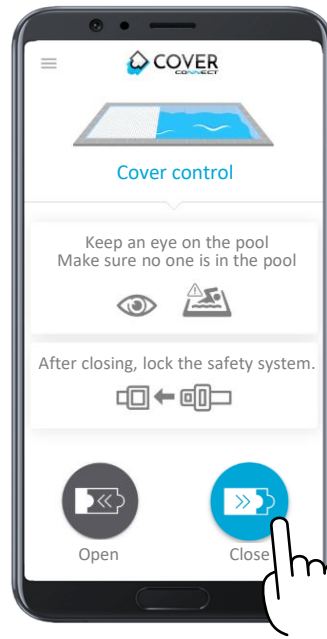 COVER
CONNECT
Cover control
Keep an eye on the pool
Make sure no one is in the pool
After closing, lock the safety system.
Open
Close